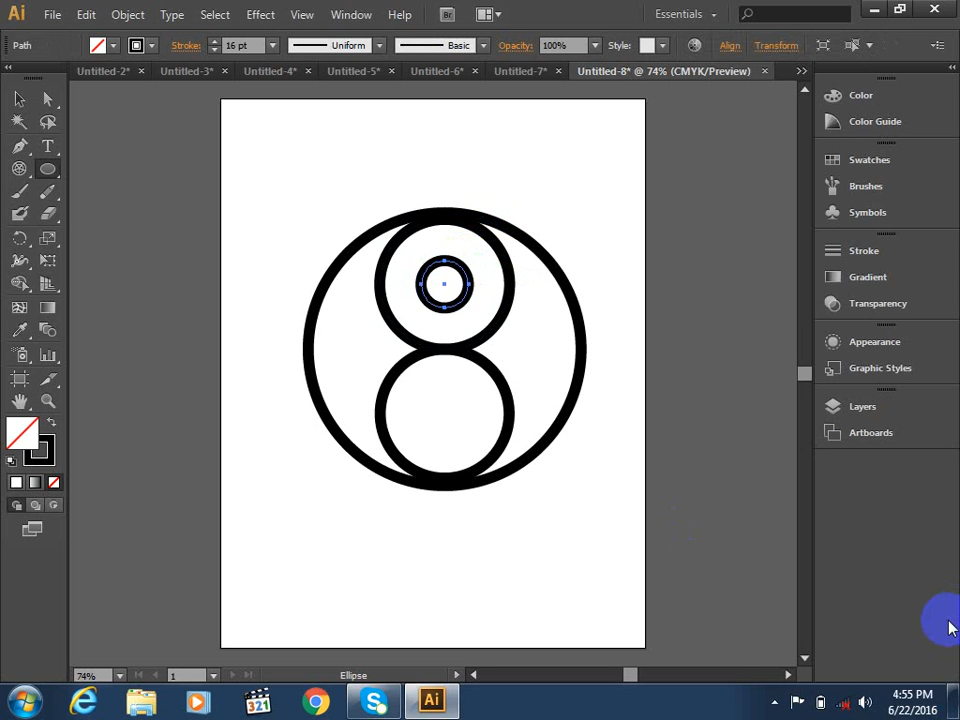 Ai File Edit Object Type Select Effect View Window Help Br Essentials
Path Stroke: 16 pt Uniform Basic Opacity: 100% Style: Align Transform
Untitled-2* × Untitled-3* × Untitled-4* × Untitled-5* × Untitled-6* × Untitled-7* × Untitled-8* @ 74% (CMYK/Preview) ×
Color
Color Guide
Swatches
Brushes
Symbols
Stroke
Gradient
Transparency
Appearance
Graphic Styles
Layers
Artboards
T
74% 1 Ellipse
321
Ai
4:55 PM
6/22/2016